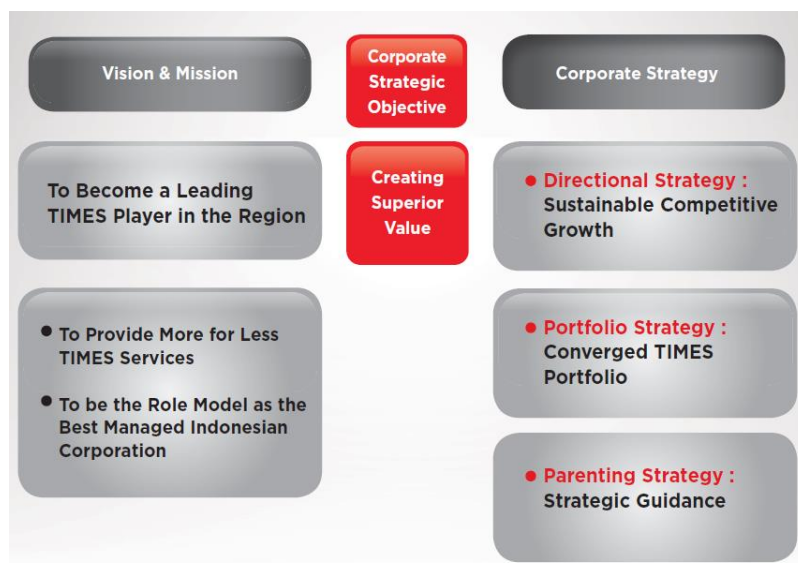 Vision & Mission
To Become a Leading
TIMES Player in the Region
● To Provide More for Less
TIMES Services
● To be the Role Model as the
Best Managed Indonesian
Corporation
Corporate
Strategic
Objective
Creating
Superior
Value
Corporate Strategy
● Directional Strategy :
Sustainable Competitive
Growth
● Portfolio Strategy :
Converged TIMES
Portfolio
● Parenting Strategy :
Strategic Guidance